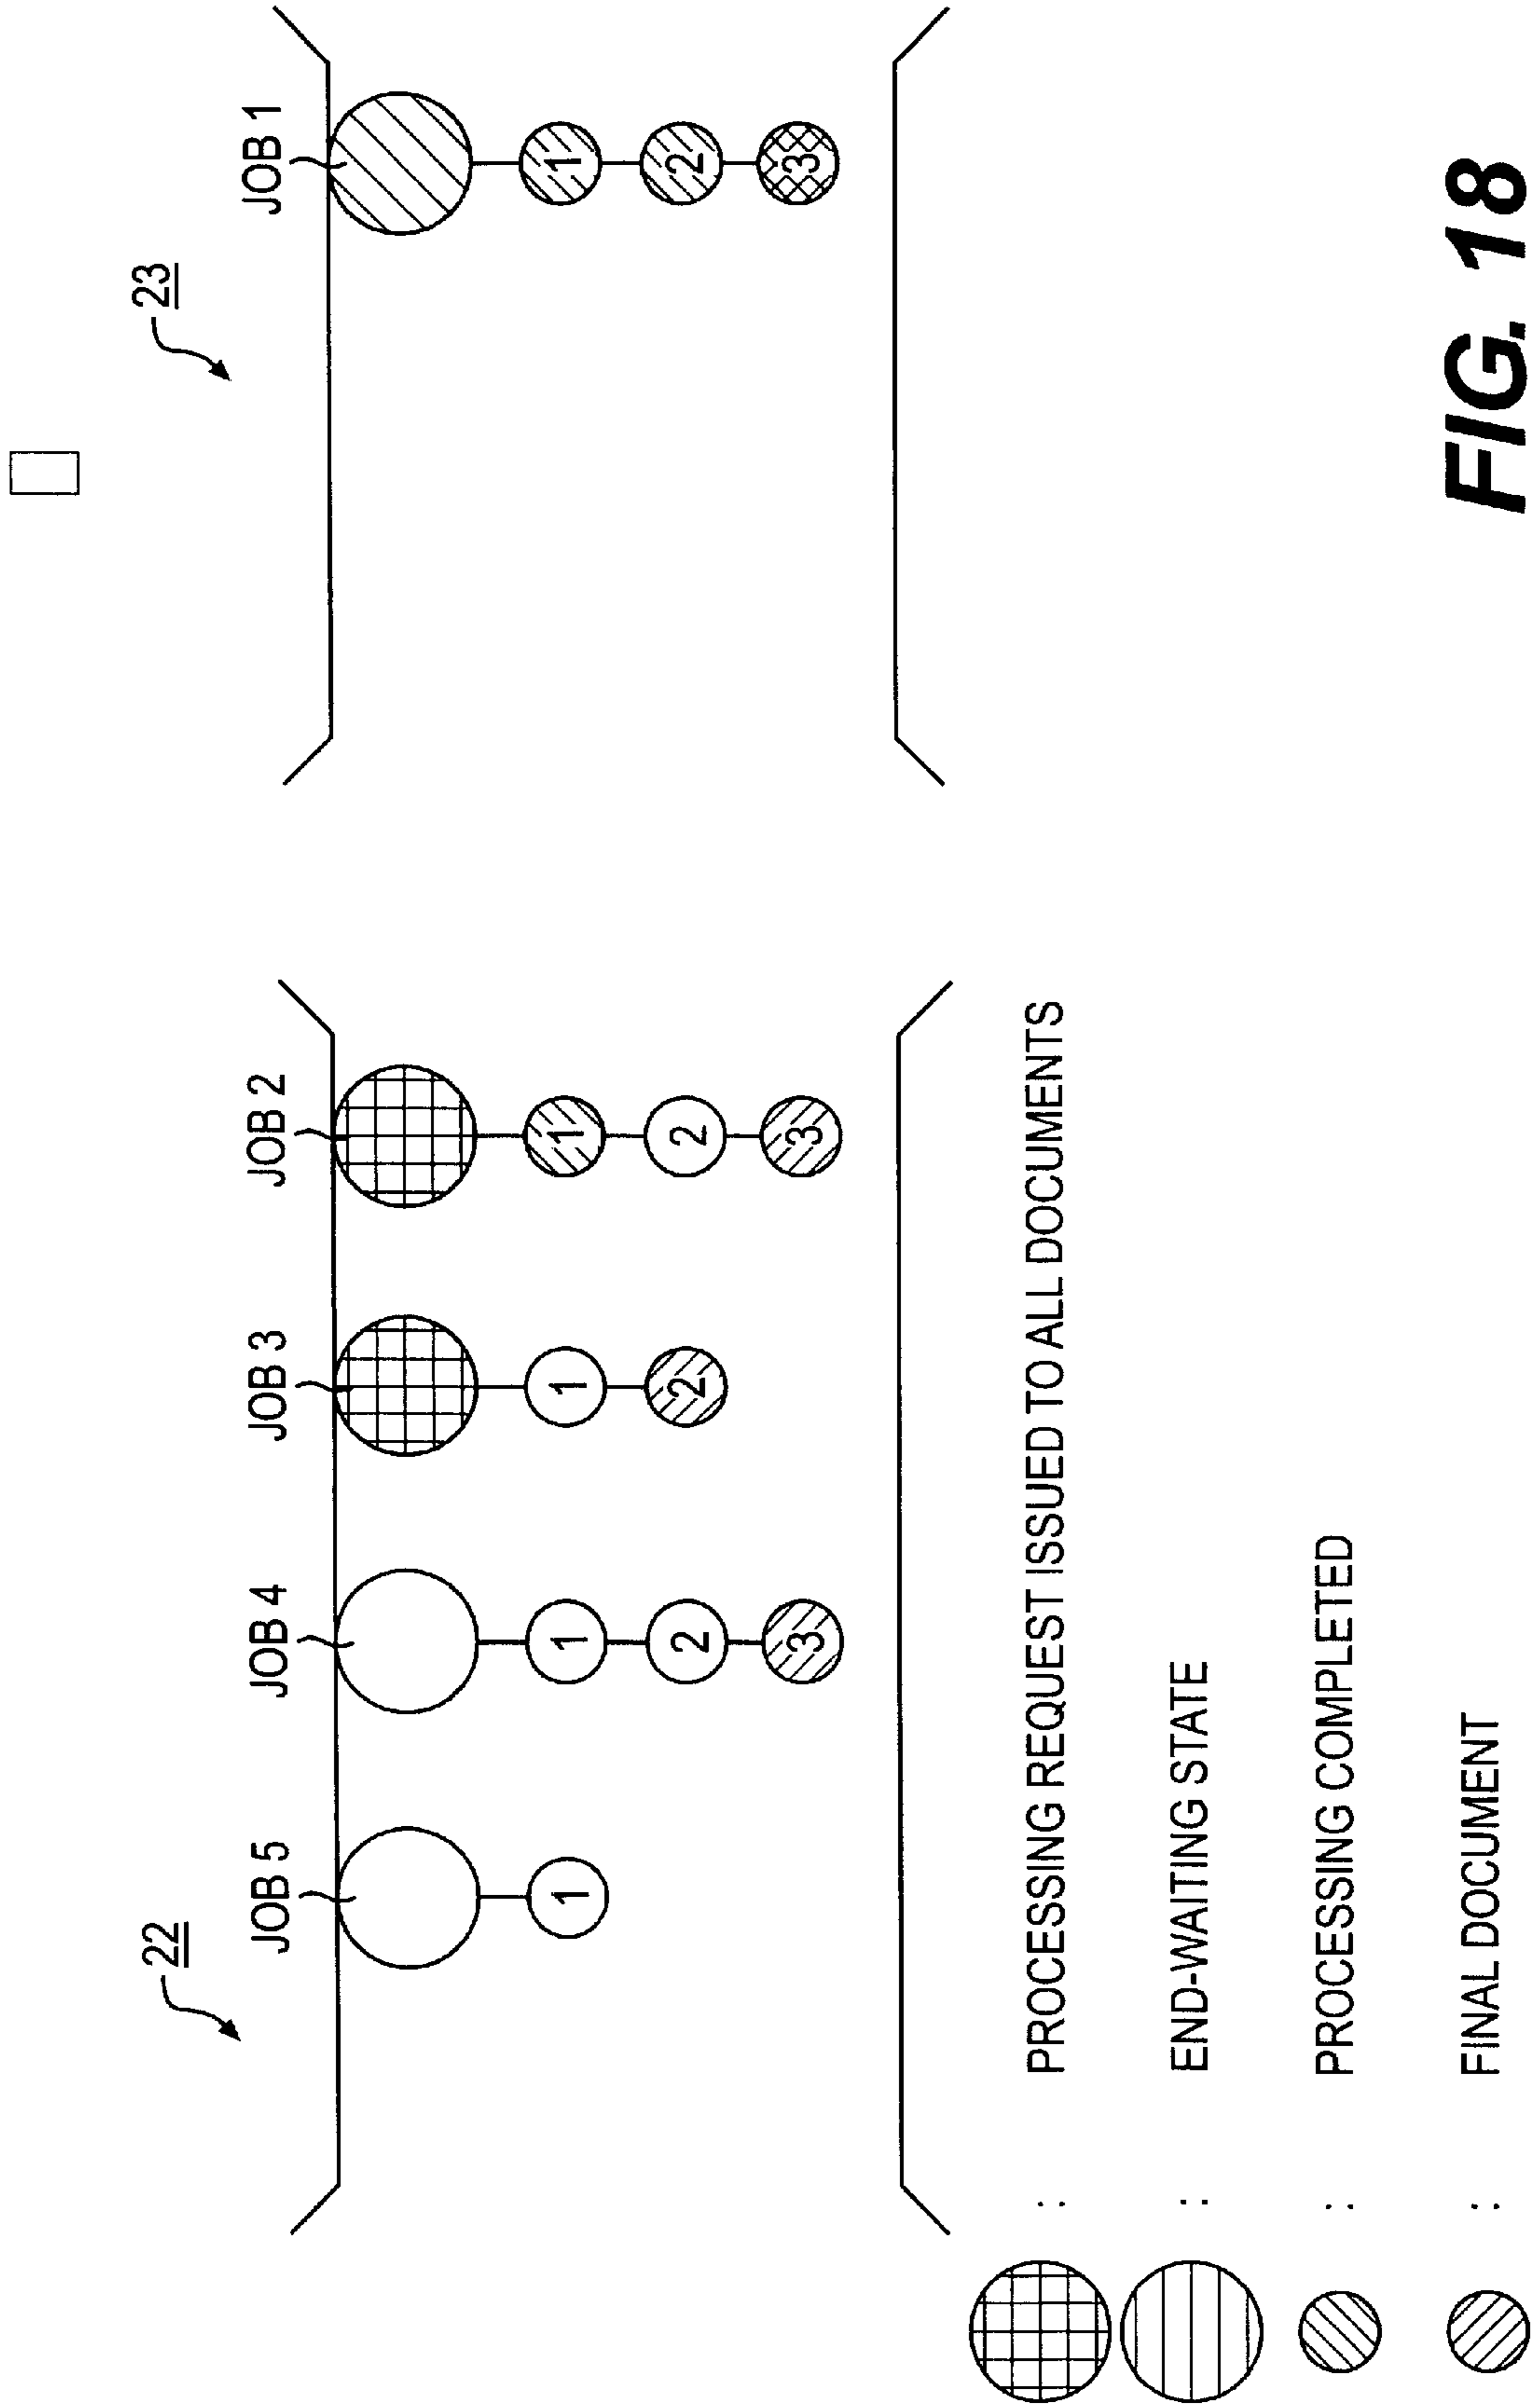 22
23
JOB 5
JOB 4
JOB 3
JOB 2
JOB 1
1
1
1
1
1
2
2
2
2
3
3
3
: PROCESSING REQUEST ISSUED TO ALL DOCUMENTS
: END-WAITING STATE
: PROCESSING COMPLETED
: FINAL DOCUMENT
FIG. 18